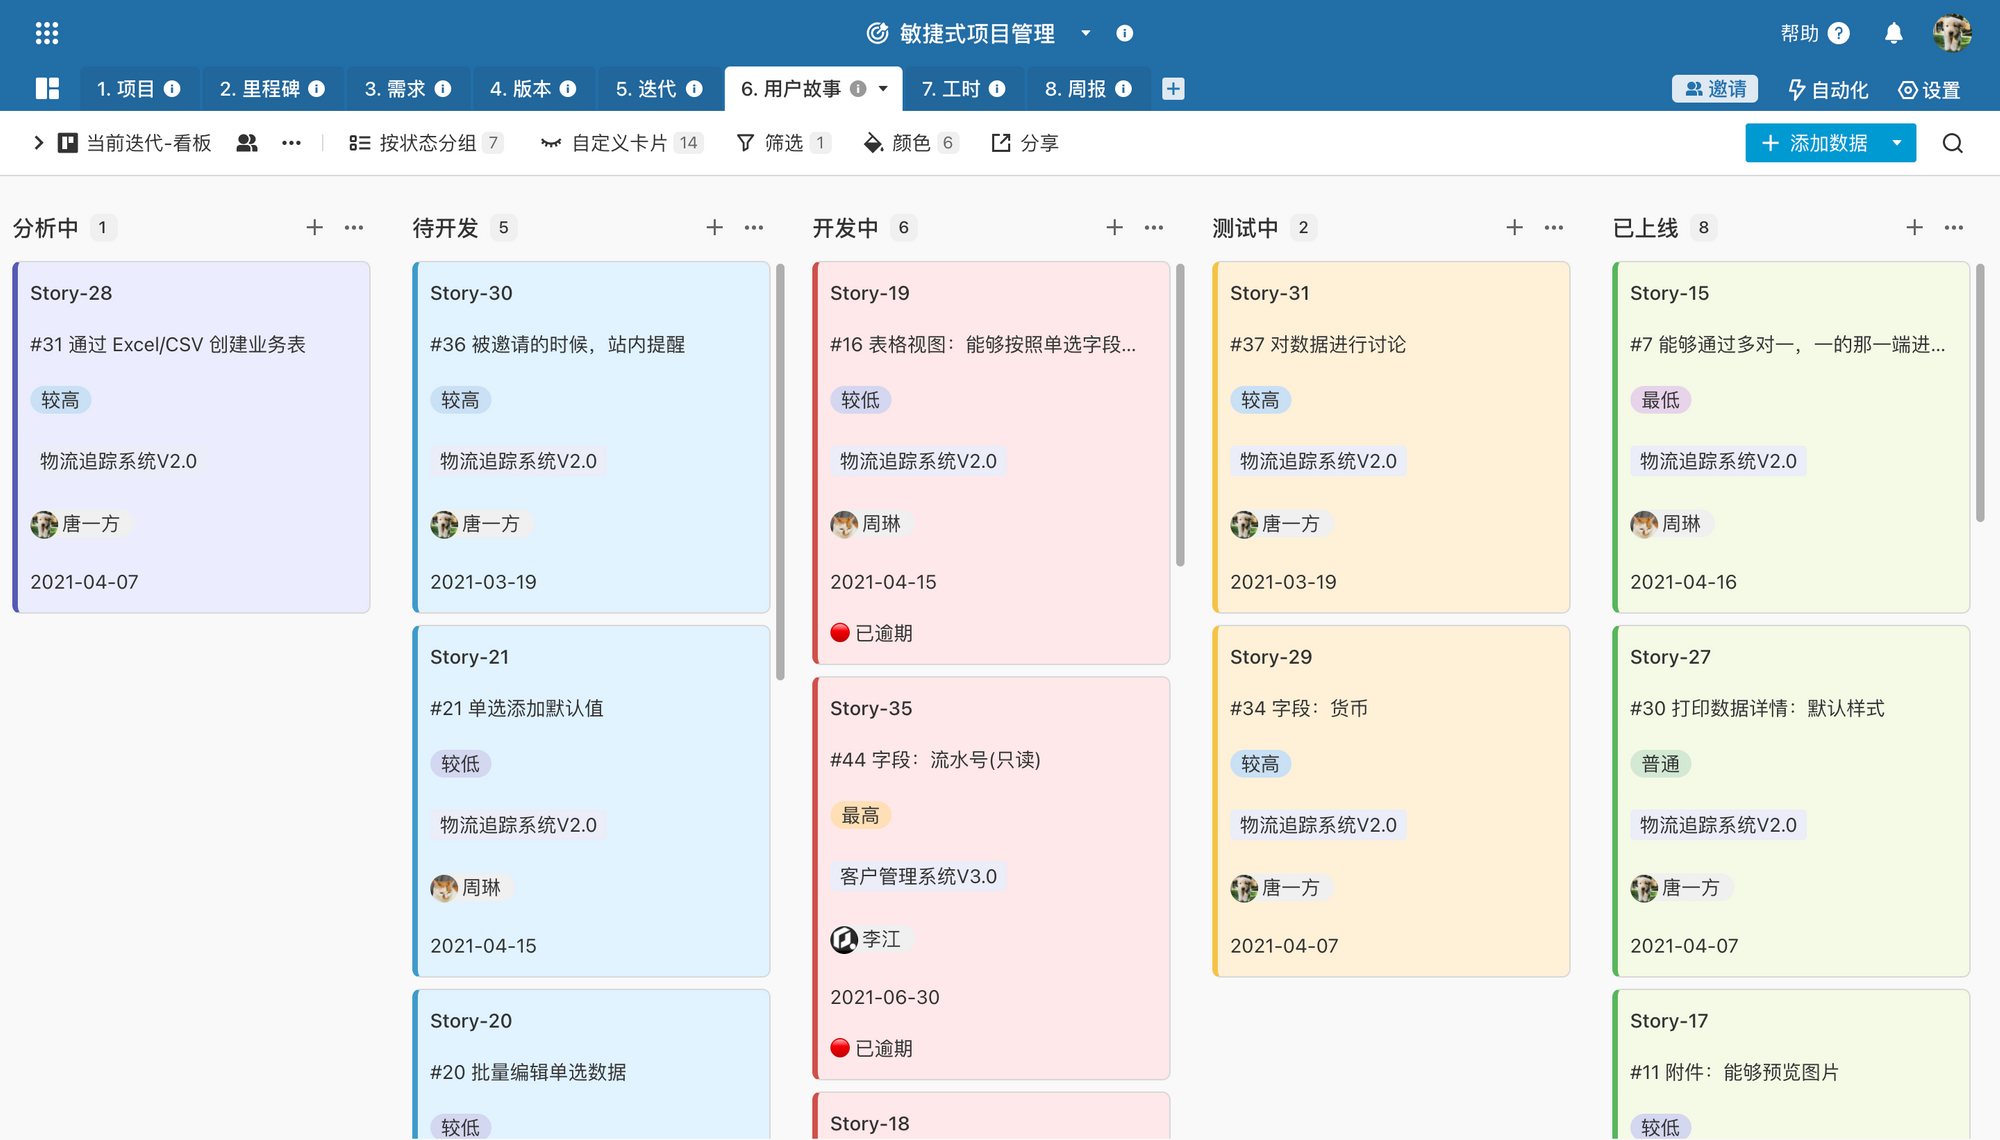 敏捷式项目管理
帮助
1. 项目
2. 里程碑
3. 需求
4. 版本
5. 迭代
6. 用户故事
7. 工时
8. 周报
邀请
自动化
设置
当前迭代-看板
按状态分组 7
自定义卡片 14
筛选 1
颜色 6
分享
添加数据
分析中 1
Story-28
#31 通过 Excel/CSV 创建业务表
较高
物流追踪系统V2.0
唐一方
2021-04-07
待开发 5
Story-30
#36 被邀请的时候，站内提醒
较高
物流追踪系统V2.0
唐一方
2021-03-19
Story-21
#21 单选添加默认值
较低
物流追踪系统V2.0
周琳
2021-04-15
Story-20
#20 批量编辑单选数据
较低
开发中 6
Story-19
#16 表格视图：能够按照单选字段...
较低
物流追踪系统V2.0
周琳
2021-04-15
已逾期
Story-35
#44 字段：流水号(只读)
最高
客户管理系统V3.0
李江
2021-06-30
已逾期
Story-18
测试中 2
Story-31
#37 对数据进行讨论
较高
物流追踪系统V2.0
唐一方
2021-03-19
Story-29
#34 字段：货币
较高
物流追踪系统V2.0
唐一方
2021-04-07
已上线 8
Story-15
#7 能够通过多对一，一的那一端进...
最低
物流追踪系统V2.0
周琳
2021-04-16
Story-27
#30 打印数据详情：默认样式
普通
物流追踪系统V2.0
唐一方
2021-04-07
Story-17
#11 附件：能够预览图片
较低